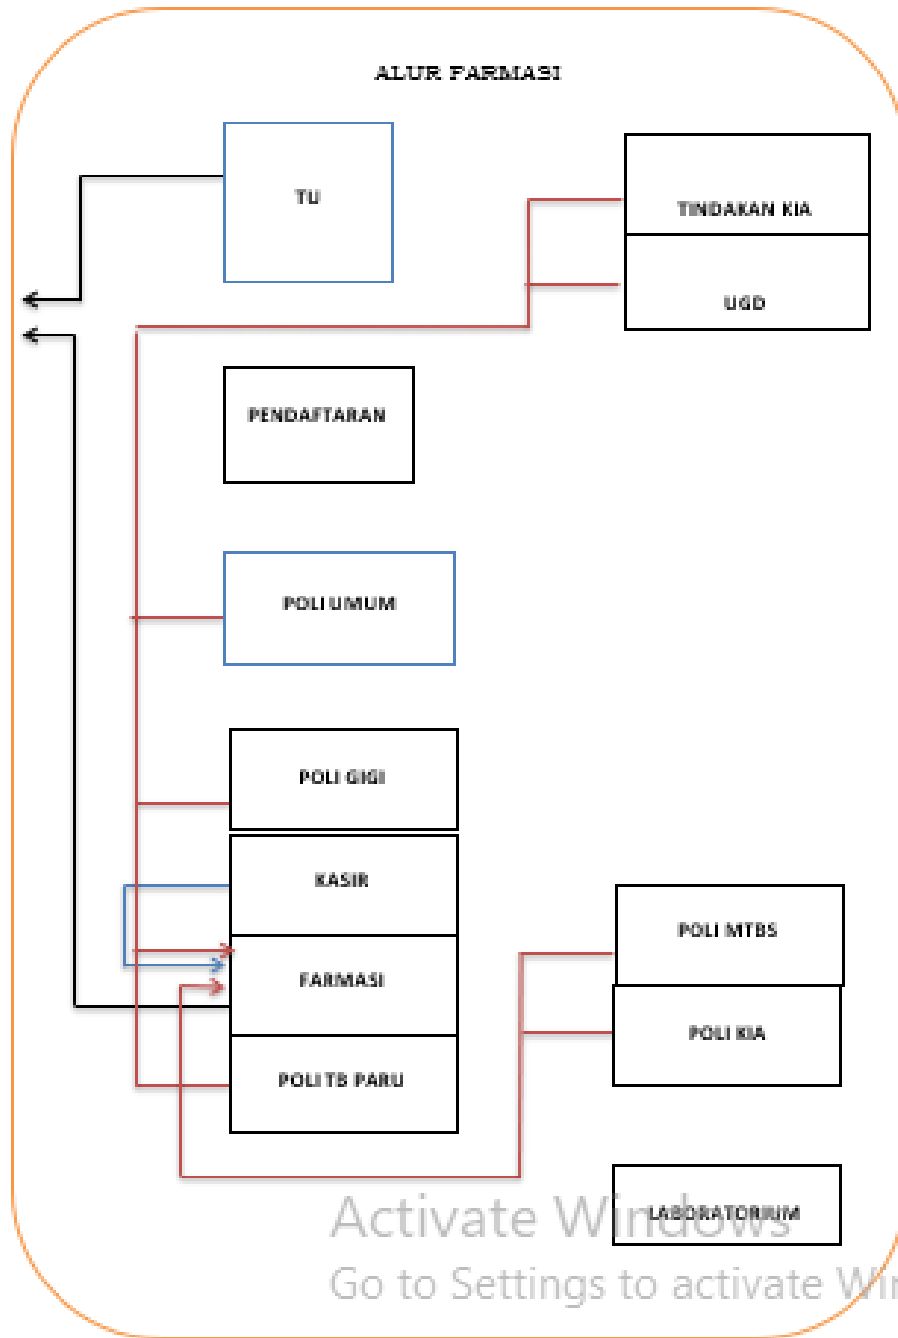 ALUR FARMASI
TU
TINDAKAN KIA
UGD
PENDAFTARAN
POLI UMUM
POLI GIGI
KASIR
POLI MTBS
FARMASI
POLI KIA
POLI TB PARU
LABORATORIUM
Activate Windows
Go to Settings to activate Win